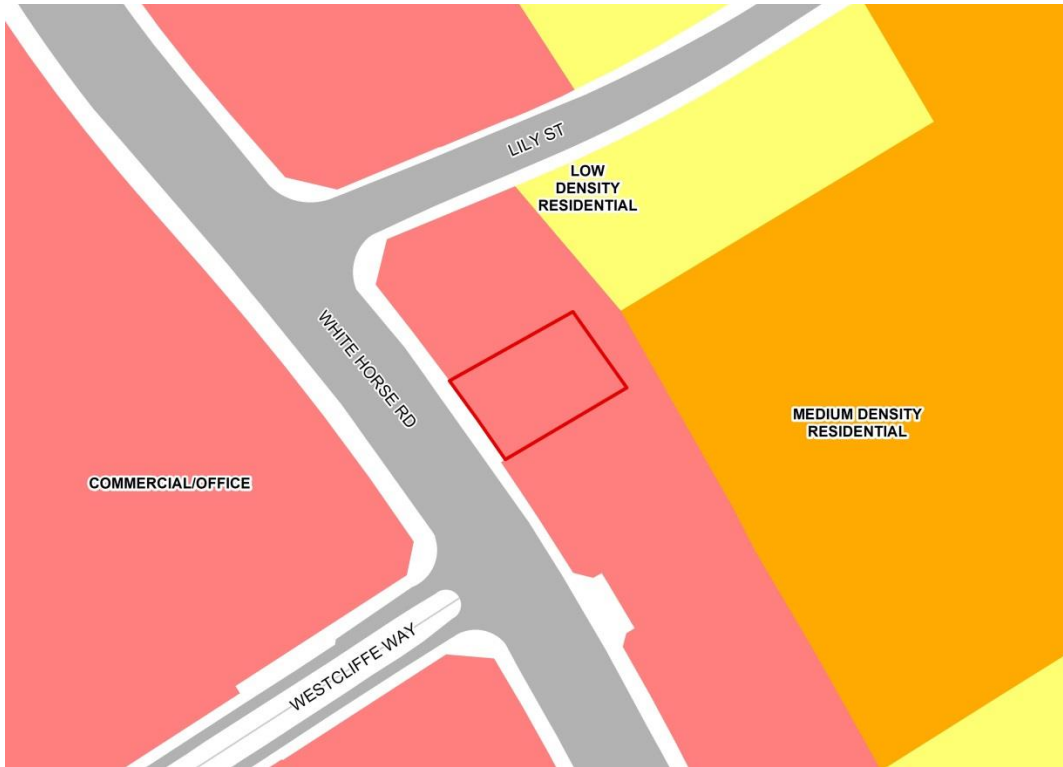 LILY ST
LOW
DENSITY
RESIDENTIAL
WHITE HORSE RD
MEDIUM DENSITY
RESIDENTIAL
COMMERCIAL/OFFICE
WESTCLIFFE WAY